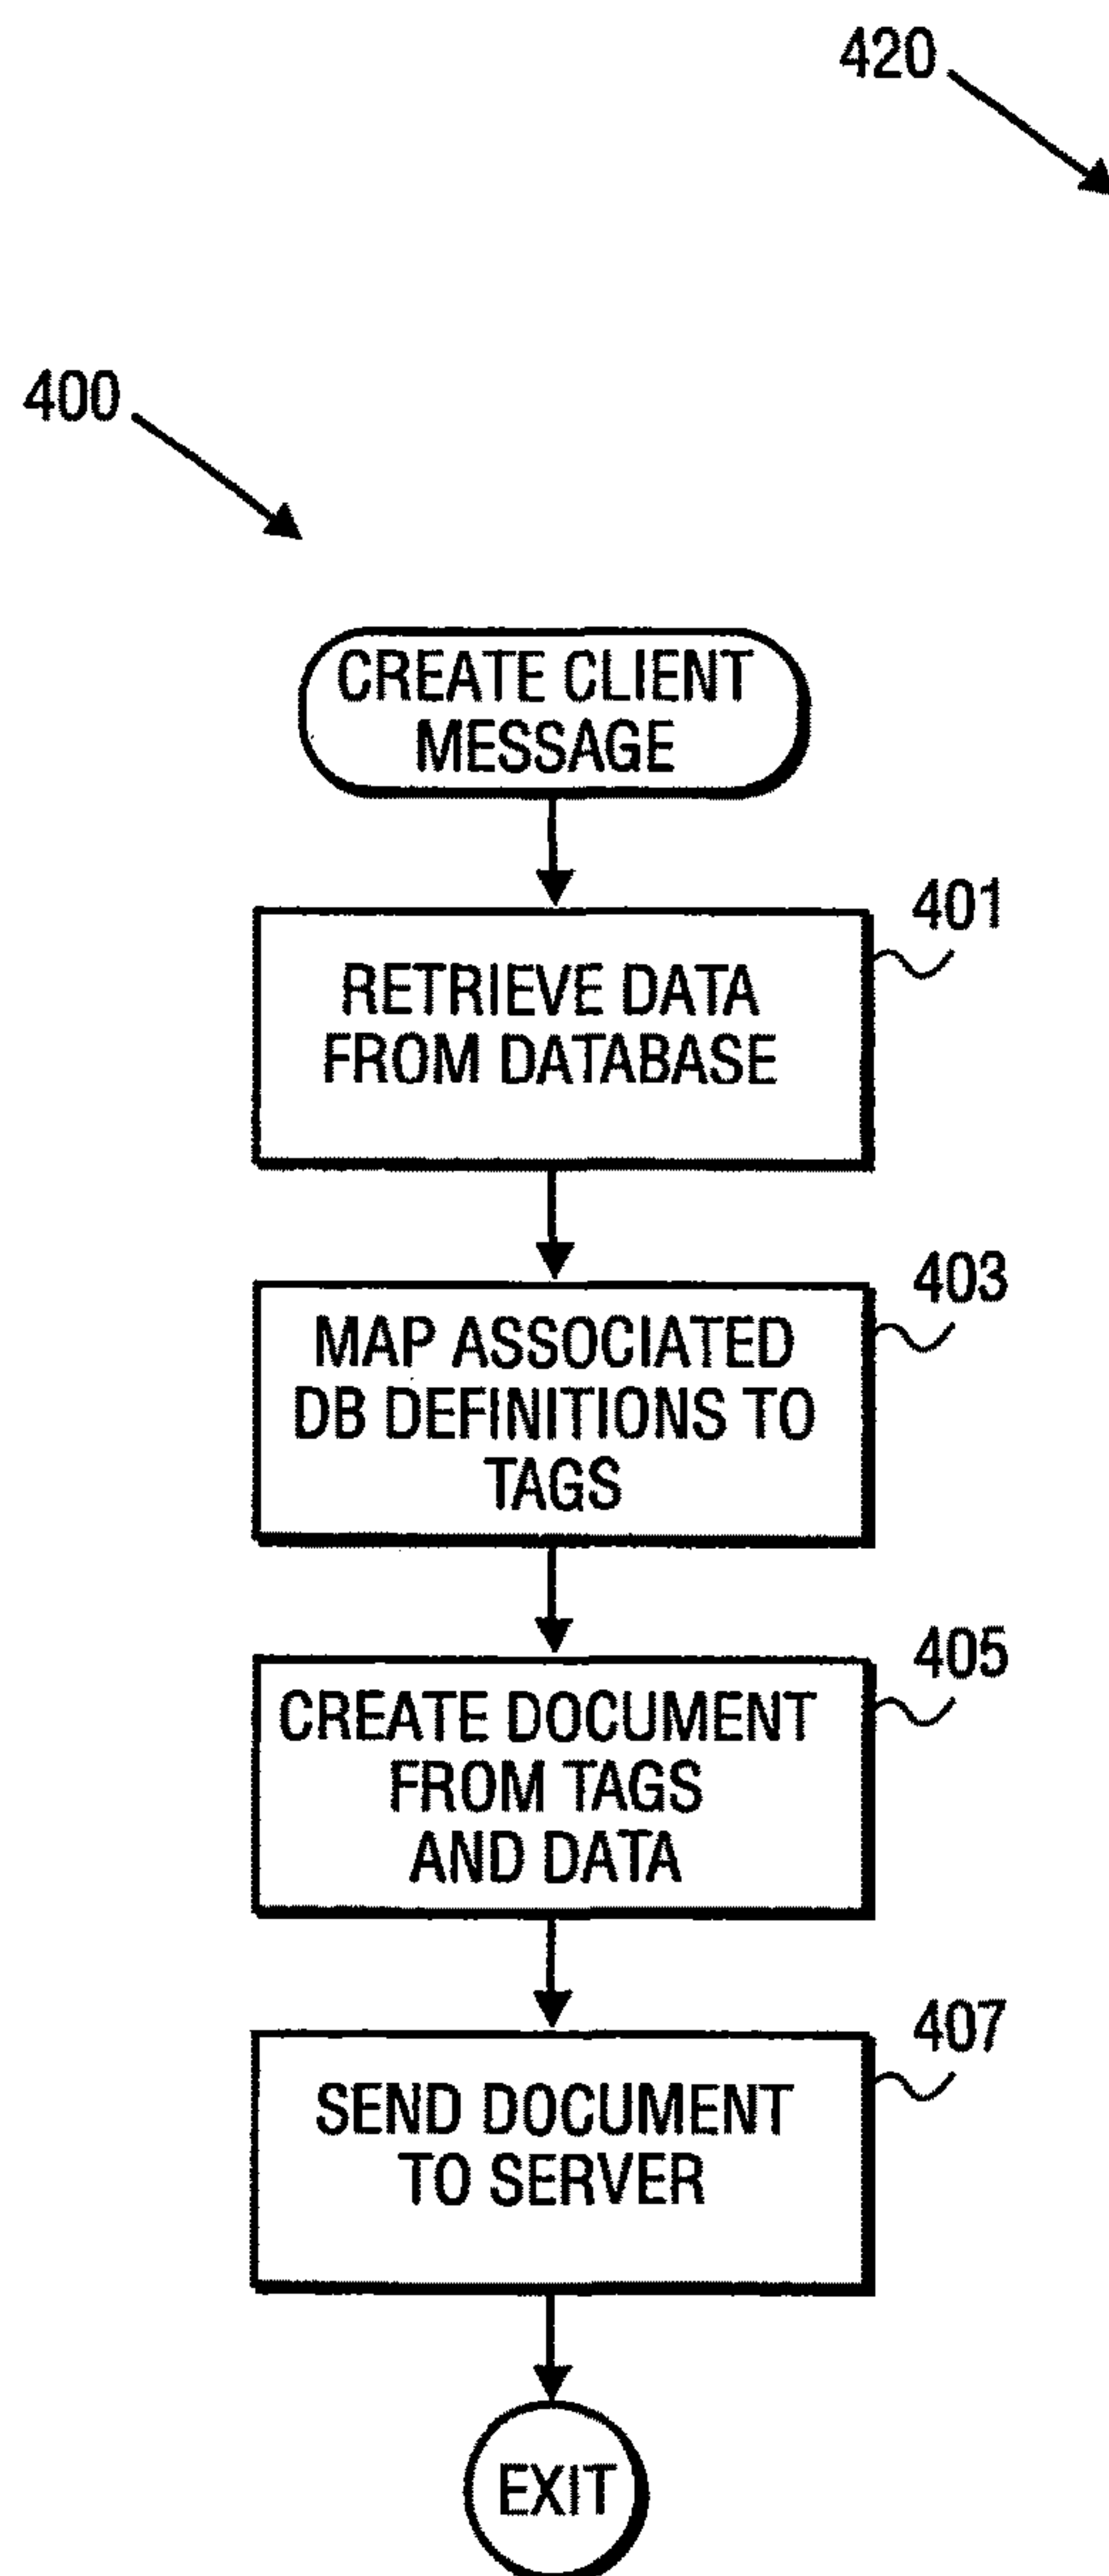 420
400
CREATE CLIENT
MESSAGE
401
RETRIEVE DATA
FROM DATABASE
403
MAP ASSOCIATED
DB DEFINITIONS TO
TAGS
405
CREATE DOCUMENT
FROM TAGS
AND DATA
407
SEND DOCUMENT
TO SERVER
EXIT